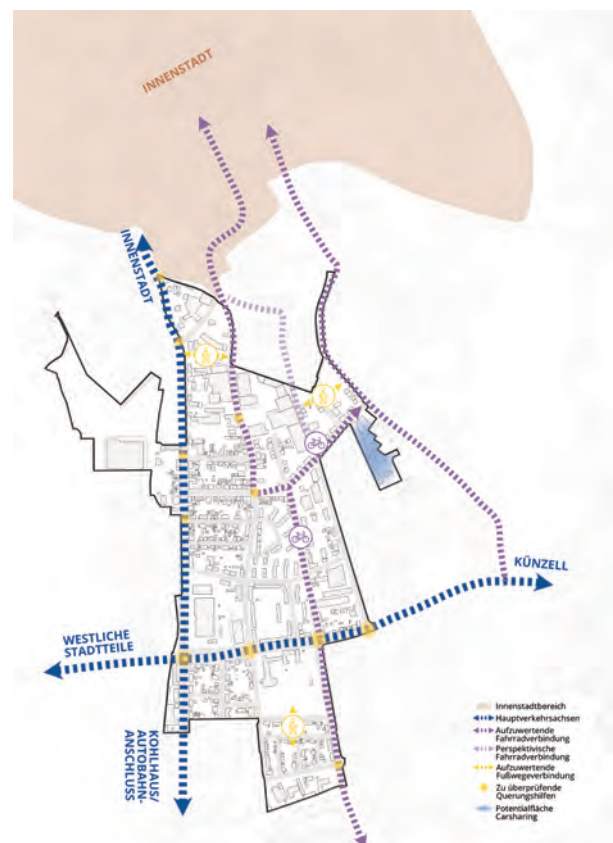 INNENSTADT
INNENSTADT
KÜNZELL
WESTLICHE
STADTTEILE
KOHLHAUS/
AUTOBAHN-
ANSCHLUSS
Innenstadtbereich
Hauptverkehrsachsen
Aufzuwertende
Fahrradverbindung
Perspektivische
Fahrradverbindung
Aufzuwertende
Fußwegeverbindung
Zu überprüfende
Querungshilfen
Potentialfläche
Carsharing